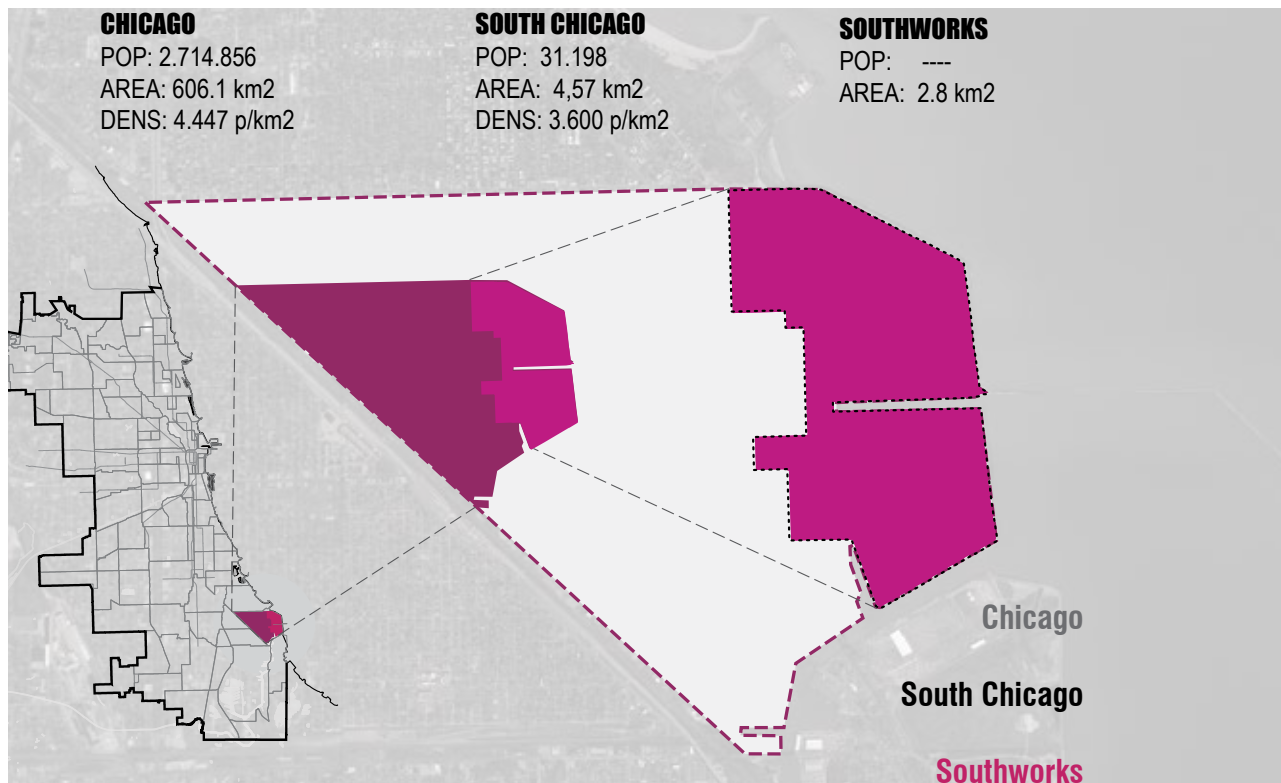 CHICAGO
POP: 2.714.856
AREA: 606.1 km2
DENS: 4.447 p/km2
SOUTH CHICAGO
POP: 31.198
AREA: 4,57 km2
DENS: 3.600 p/km2
SOUTHWORKS
POP: ----
AREA: 2.8 km2
Chicago
South Chicago
Southworks